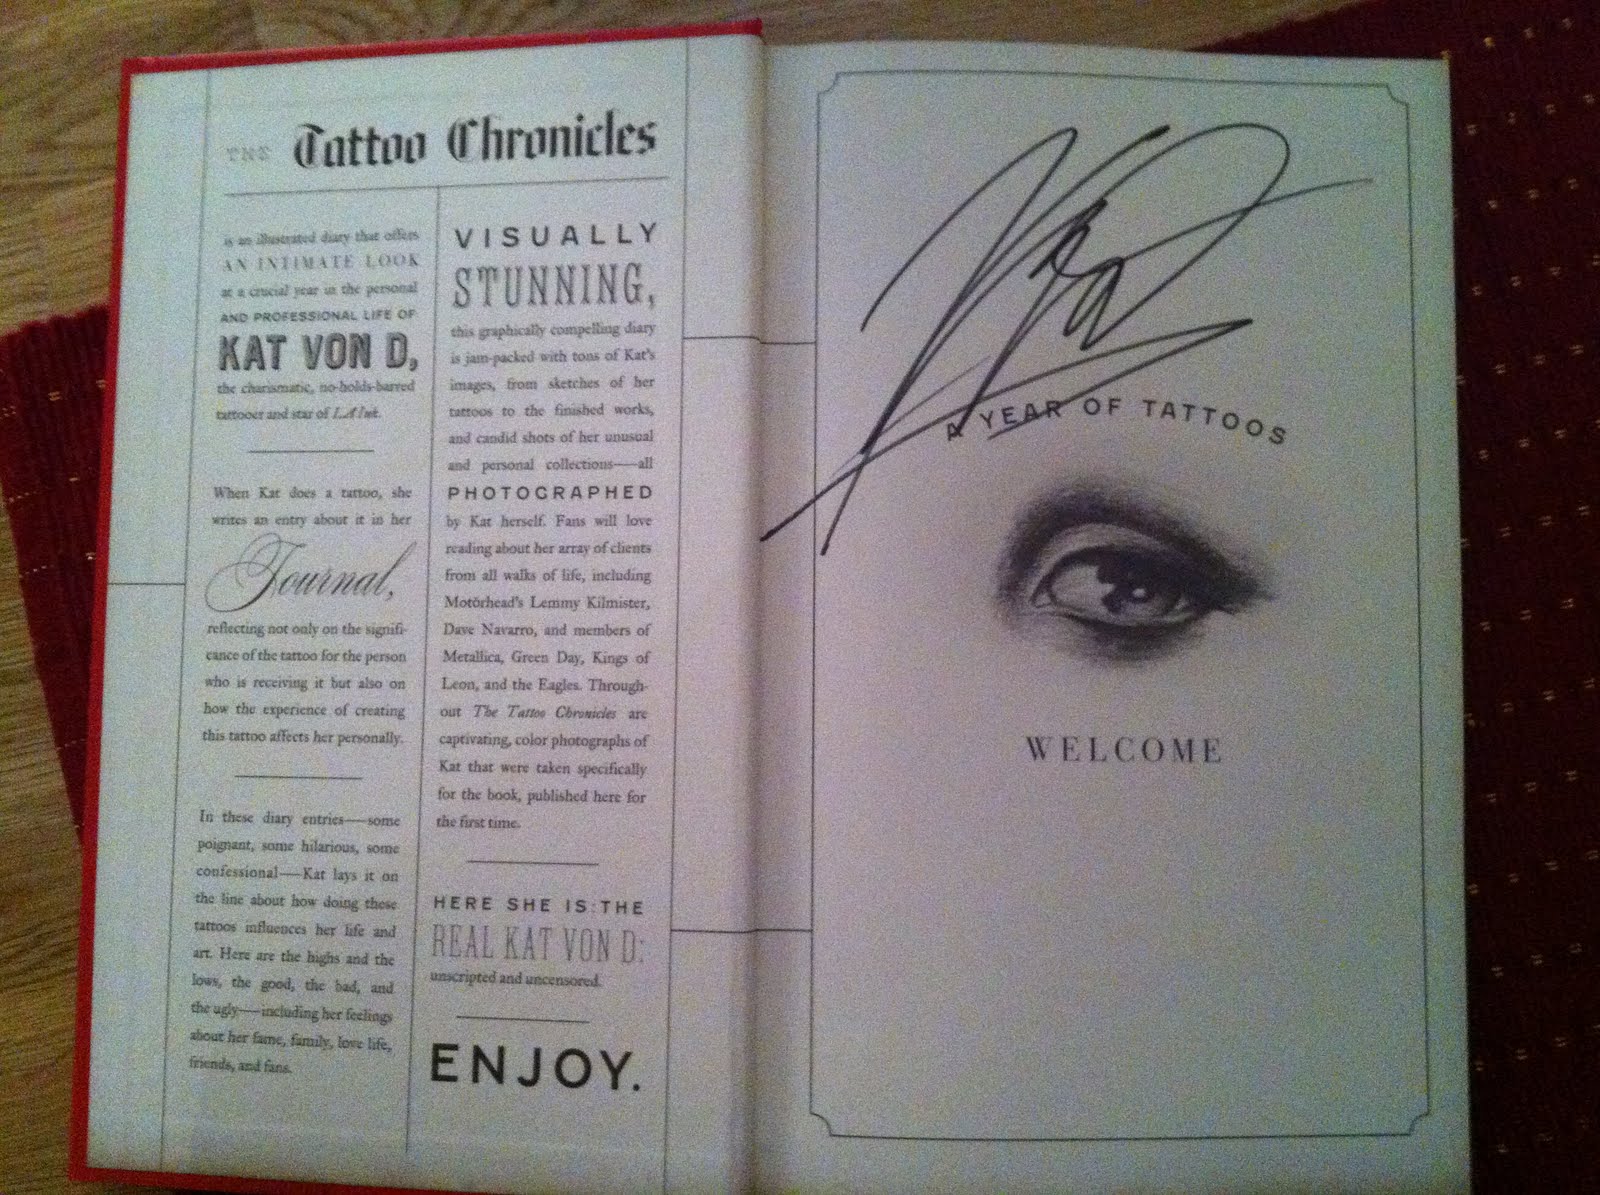 THE Tattoo Chronicles
is an illustrated diary that offers
AN INTIMATE LOOK
at a crucial year in the personal
AND PROFESSIONAL LIFE OF
KAT VON D,
the charismatic, no-holds-barred
tattooer and star of LA Ink.
When Kat does a tattoo, she
writes an entry about it in her
Journal,
reflecting not only on the signifi-
cance of the tattoo for the person
who is receiving it but also on
how the experience of creating
this tattoo affects her personally.
In these diary entries—some
poignant, some hilarious, some
confessional—Kat lays it on
the line about how doing these
tattoos influences her life and
art. Here are the highs and the
lows, the good, the bad, and
the ugly—including her feelings
about her fame, family, love life,
friends, and fans.
VISUALLY
STUNNING,
this graphically compelling diary
is jam-packed with tons of Kat's
images, from sketches of her
tattoos to the finished works,
and candid shots of her unusual
and personal collections—all
PHOTOGRAPHED
by Kat herself. Fans will love
reading about her array of clients
from all walks of life, including
Motörhead's Lemmy Kilmister,
Dave Navarro, and members of
Metallica, Green Day, Kings of
Leon, and the Eagles. Through-
out The Tattoo Chronicles are
captivating, color photographs of
Kat that were taken specifically
for the book, published here for
the first time.
HERE SHE IS: THE
REAL KAT VON D:
unscripted and uncensored.
ENJOY.
A YEAR OF TATTOOS
WELCOME